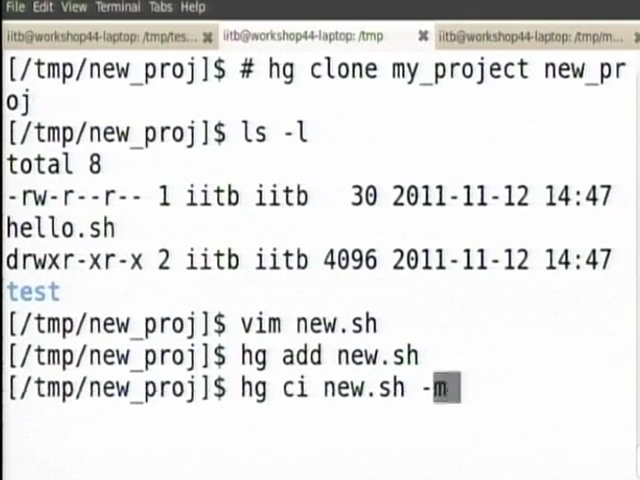 File Edit View Terminal Tabs Help
iitb@workshop44-laptop: /tmp/tes... iitb@workshop44-laptop: /tmp iitb@workshop44-laptop: /tmp/m...
[/tmp/new_proj]$ # hg clone my_project new_pr
oj
[/tmp/new_proj]$ ls -l
total 8
-rw-r--r-- 1 iitb iitb   30 2011-11-12 14:47
hello.sh
drwxr-xr-x 2 iitb iitb 4096 2011-11-12 14:47
test
[/tmp/new_proj]$ vim new.sh
[/tmp/new_proj]$ hg add new.sh
[/tmp/new_proj]$ hg ci new.sh -m